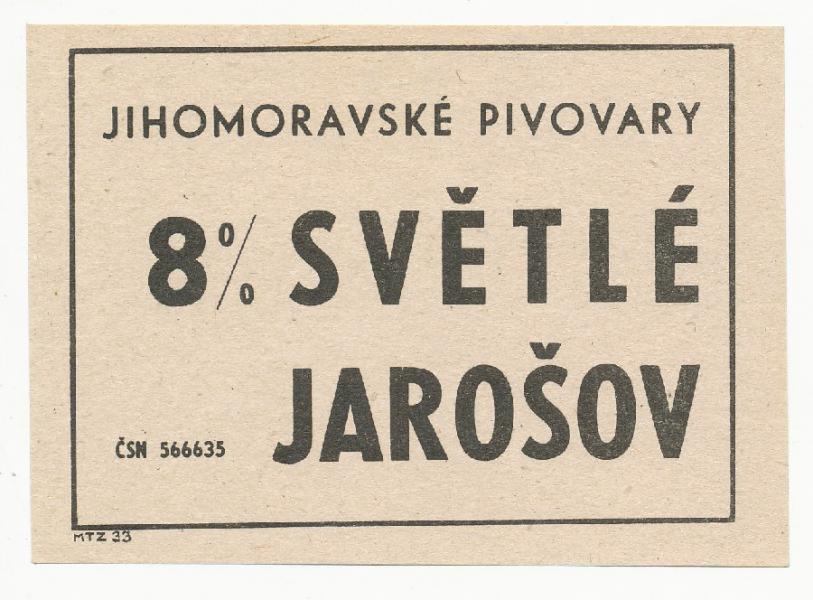 JIHOMORAVSKÉ PIVOVARY
8% SVĚTLÉ
JAROŠOV
ČSN 566635
MTZ 33